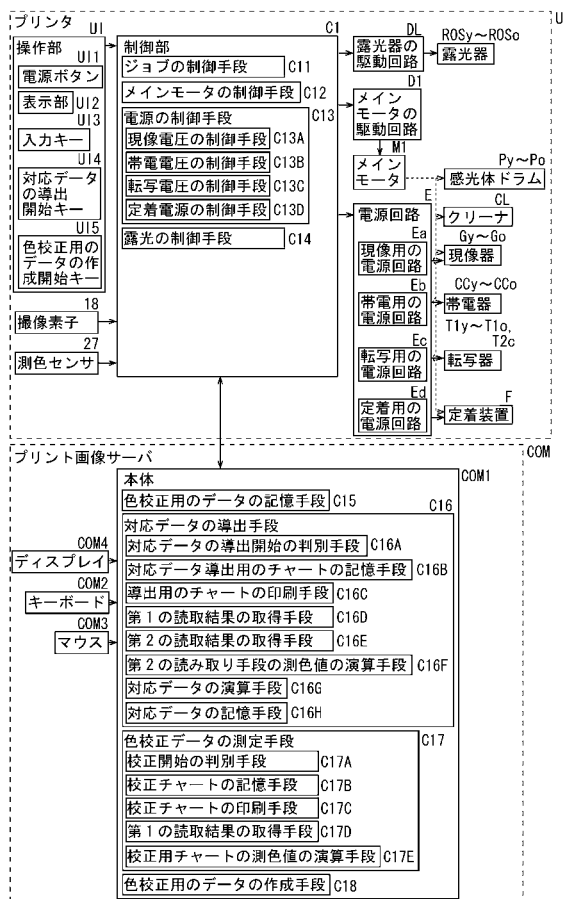 プリンタ
U
UI
操作部
UI1
電源ボタン
表示部
UI2
UI3
入力キー
UI4
対応データ
の導出
開始キー
UI5
色校正用の
データの作
成開始キー
18
撮像素子
27
測色センサ
C1
制御部
ジョブの制御手段
C11
メインモータの制御手段
C12
C13
電源の制御手段
現像電圧の制御手段
C13A
帯電電圧の制御手段
C13B
転写電圧の制御手段
C13C
定着電源の制御手段
C13D
露光の制御手段
C14
DL
露光器の
駆動回路
ROSy～ROSo
露光器
D1
メイン
モータの
駆動回路
M1
メイン
モータ
Py～Po
感光体ドラム
E
電源回路
CL
クリーナ
Ea
現像用の
電源回路
Gy～Go
現像器
Eb
帯電用の
電源回路
CCy～CCo
帯電器
Ec
転写用の
電源回路
T1y～T1o,
T2c
転写器
Ed
定着用の
電源回路
F
定着装置
プリント画像サーバ
COM
COM1
本体
色校正用のデータの記憶手段
C15
C16
対応データの導出手段
対応データの導出開始の判別手段
C16A
対応データ導出用のチャートの記憶手段
C16B
導出用のチャートの印刷手段
C16C
第1の読取結果の取得手段
C16D
第2の読取結果の取得手段
C16E
第2の読み取り手段の測色値の演算手段
C16F
対応データの演算手段
C16G
対応データの記憶手段
C16H
COM4
ディスプレイ
COM2
キーボード
COM3
マウス
色校正データの測定手段
C17
校正開始の判別手段
C17A
校正チャートの記憶手段
C17B
校正チャートの印刷手段
C17C
第1の読取結果の取得手段
C17D
校正用チャートの測色値の演算手段
C17E
色校正用のデータの作成手段
C18